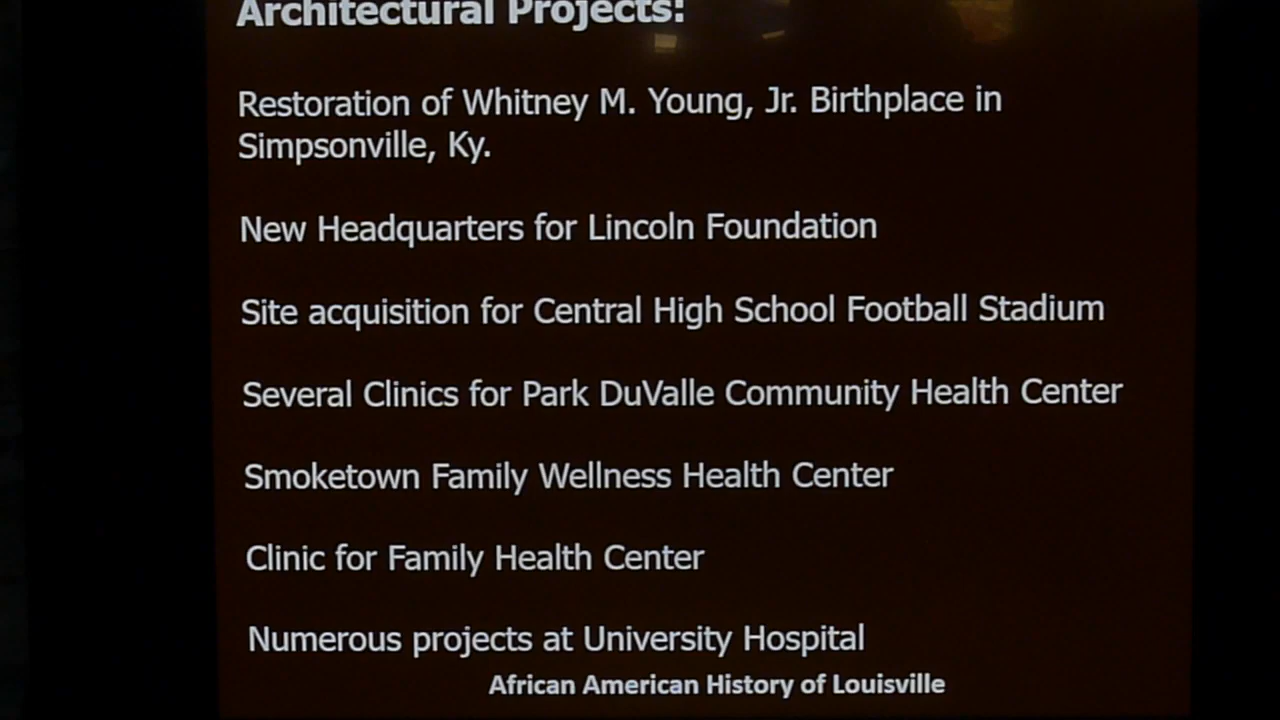 Architectural Projects:
Restoration of Whitney M. Young, Jr. Birthplace in
Simpsonville, Ky.
New Headquarters for Lincoln Foundation
Site acquisition for Central High School Football Stadium
Several Clinics for Park DuValle Community Health Center
Smoketown Family Wellness Health Center
Clinic for Family Health Center
Numerous projects at University Hospital
African American History of Louisville